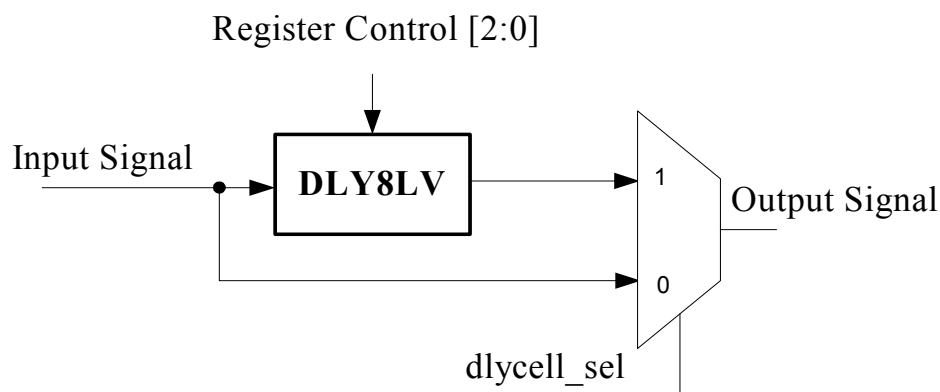 Register Control [2:0]
Input Signal
DLY8LV
1
Output Signal
0
dlycell_sel